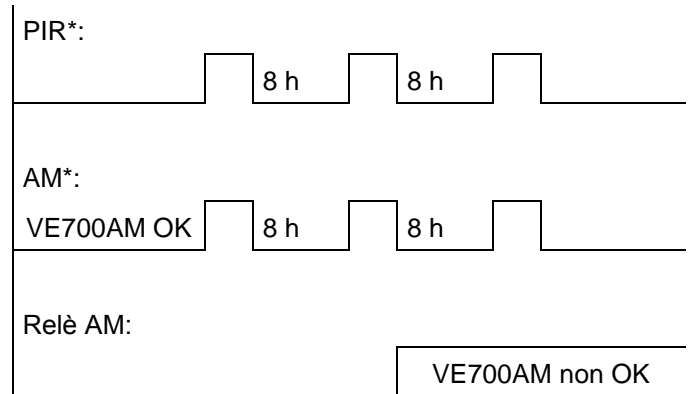 PIR*:
8 h 8 h
AM*:
VE700AM OK 8 h 8 h
Relè AM:
VE700AM non OK